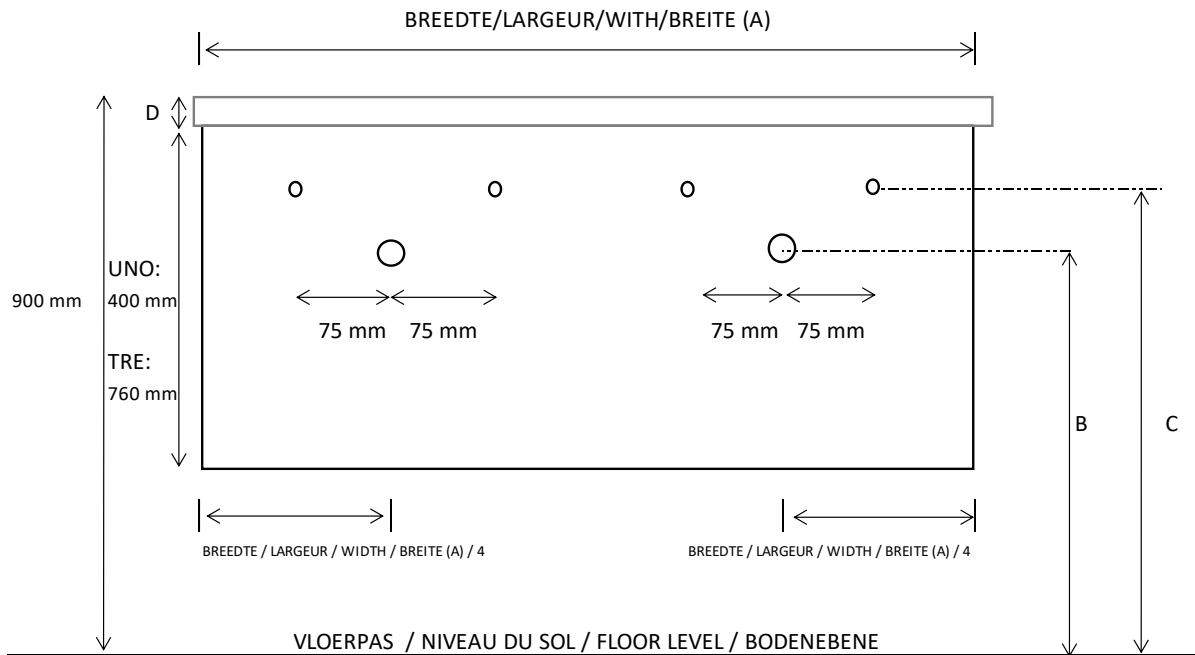 BREEDTE/LARGEUR/WITH/BREITE (A)
D
UNO:
900 mm
400 mm
75 mm
75 mm
75 mm
75 mm
TRE:
760 mm
B
C
BREEDTE / LARGEUR / WIDTH / BREITE (A) / 4
BREEDTE / LARGEUR / WIDTH / BREITE (A) / 4
VLOERPAS / NIVEAU DU SOL / FLOOR LEVEL / BODENEBENE